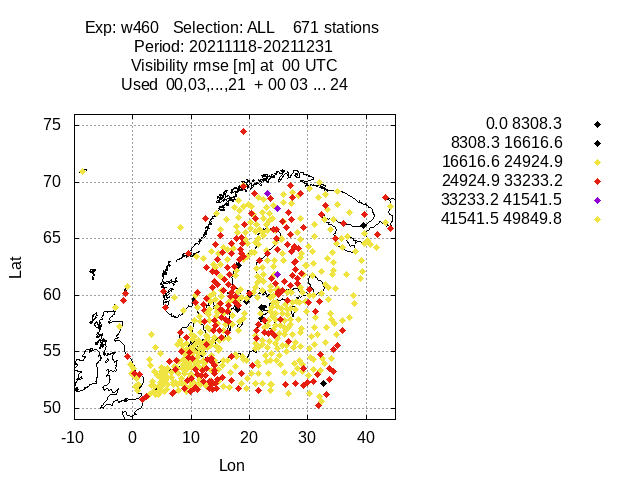 Exp: w460 Selection: ALL 671 stations
Period: 20211118-20211231
Visibility rmse [m] at 00 UTC
Used 00,03,...,21 + 00 03 ... 24
0.0 8308.3
8308.3 16616.6
16616.6 24924.9
24924.9 33233.2
33233.2 41541.5
41541.5 49849.8
75
70
65
60
55
50
Lat
-10 0 10 20 30 40
Lon